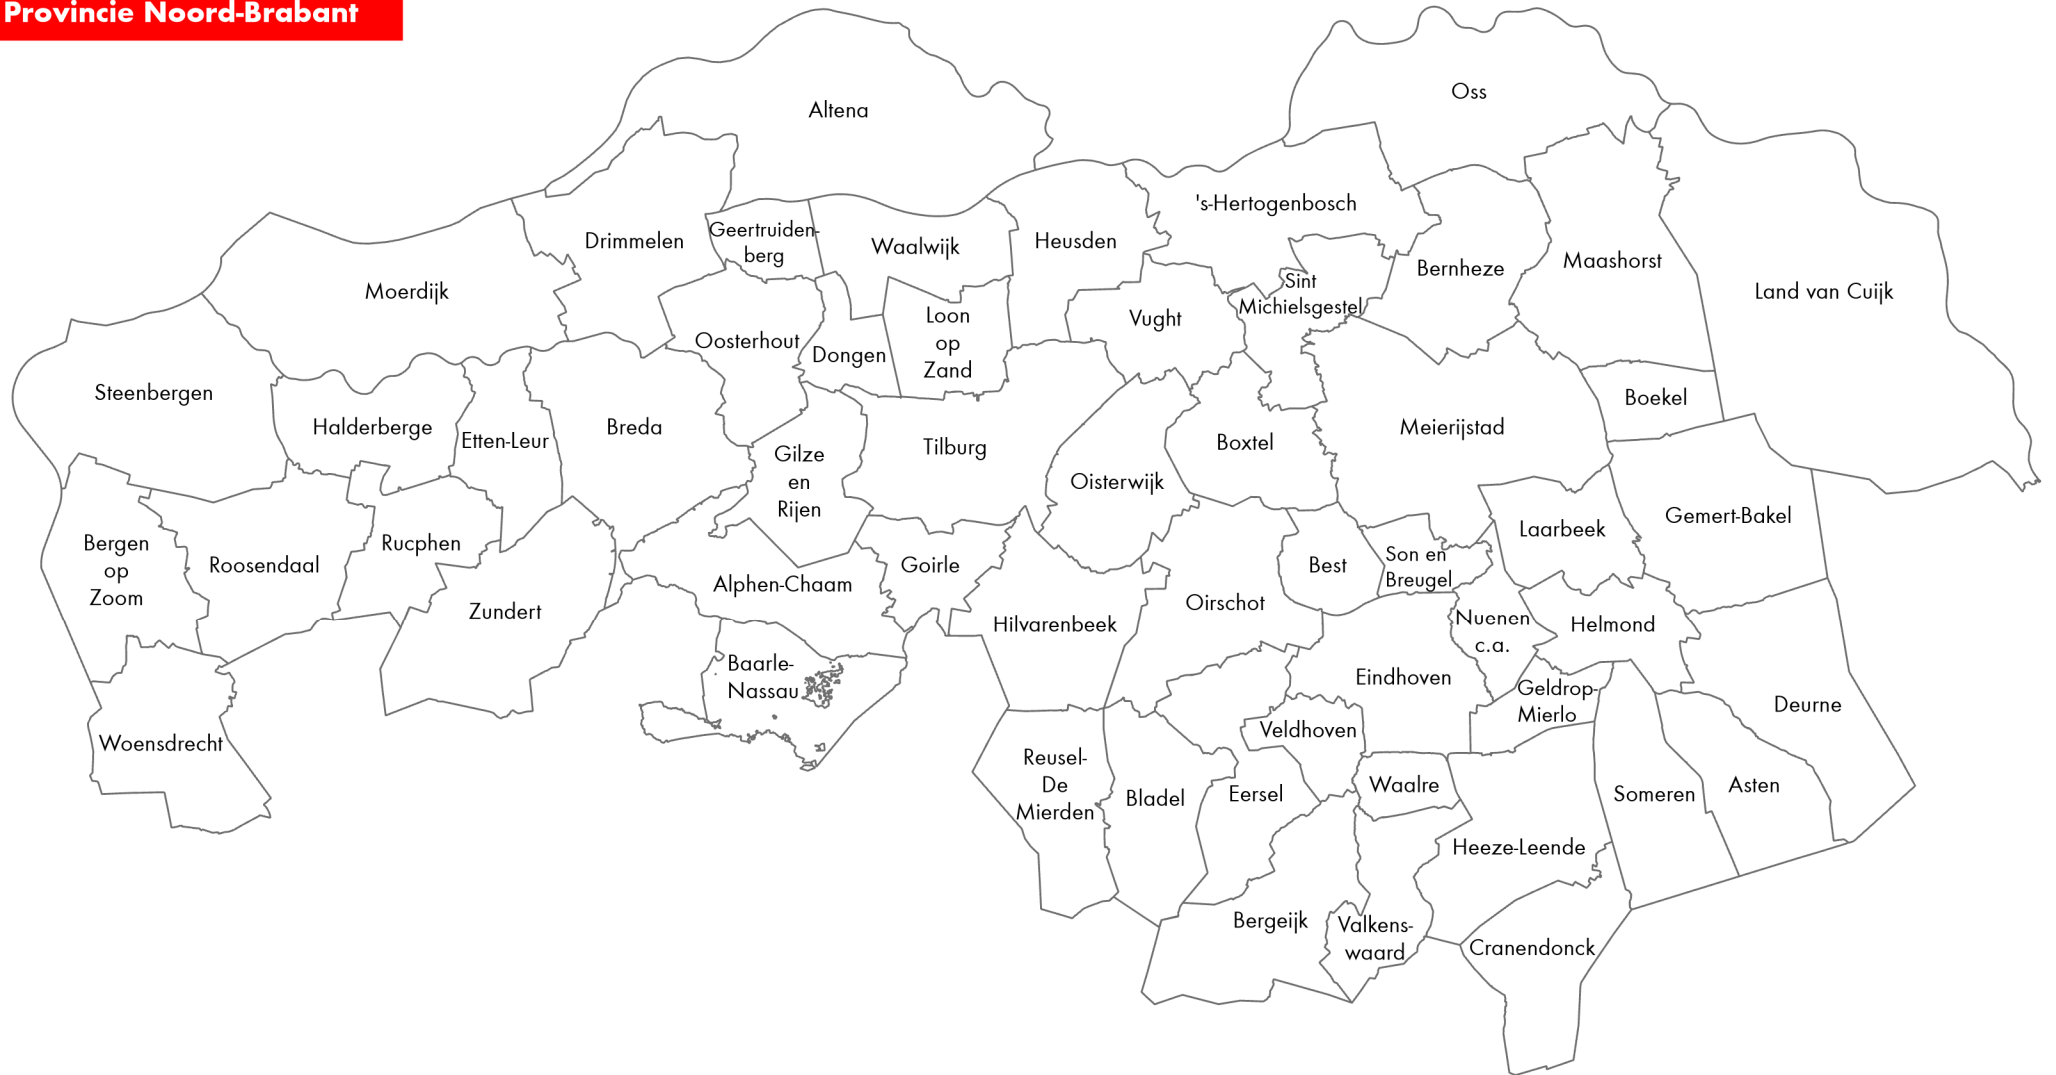 Provincie Noord-Brabant
Altena
Oss
's-Hertogenbosch
Geertruiden-
berg
Drimmelen
Waalwijk
Heusden
Bernheze
Maashorst
Moerdijk
Sint
Michielsgestel
Land van Cuijk
Loon
op
Zand
Vught
Oosterhout
Dongen
Steenbergen
Boekel
Halderberge
Etten-Leur
Breda
Tilburg
Boxtel
Meierijstad
Gilze
en
Rijen
Oisterwijk
Gemert-Bakel
Laarbeek
Bergen
op
Zoom
Roosendaal
Rucphen
Goirle
Best
Son en
Breugel
Alphen-Chaam
Zundert
Oirschot
Hilvarenbeek
Nuenen
c.a.
Helmond
Baarle-
Nassau
Eindhoven
Geldrop-
Mierlo
Deurne
Woensdrecht
Veldhoven
Reusel-
De
Mierden
Bladel
Eersel
Waalre
Someren
Asten
Heeze-Leende
Bergeijk
Valkens-
waard
Cranendonck